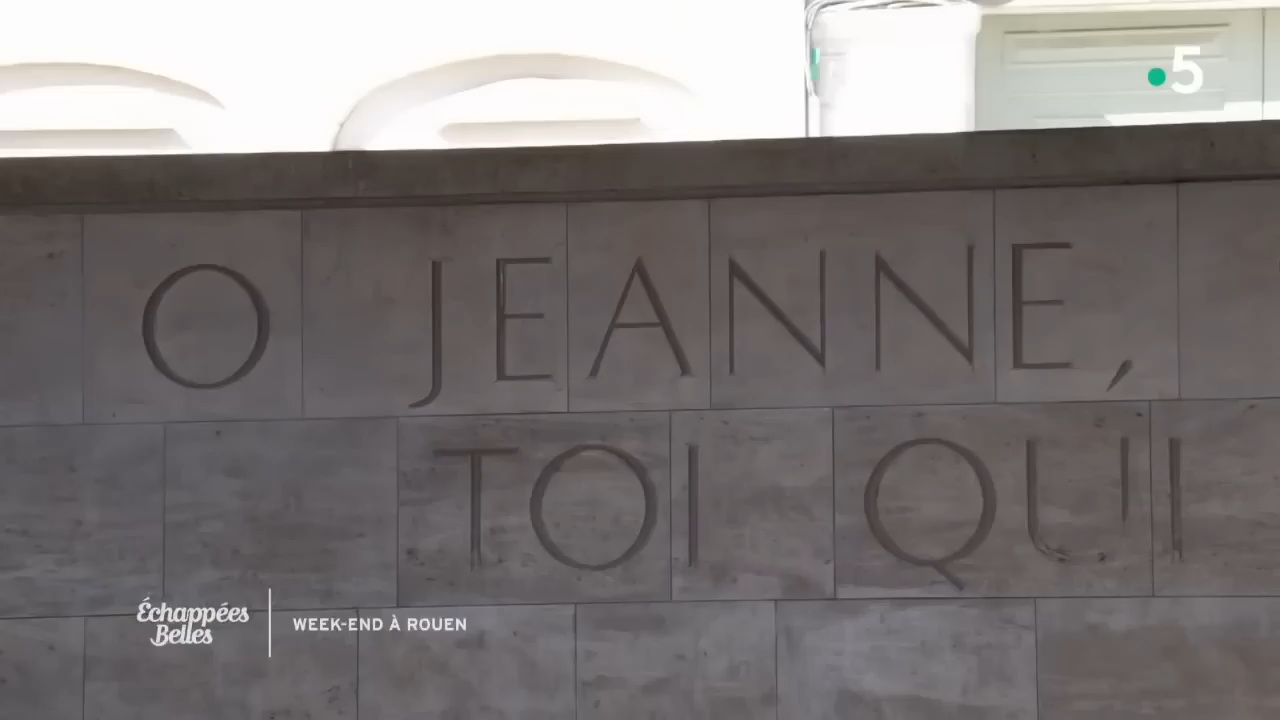 5
O JEANNE,
TOI QUI
Échappées
Belles
WEEK-END À ROUEN